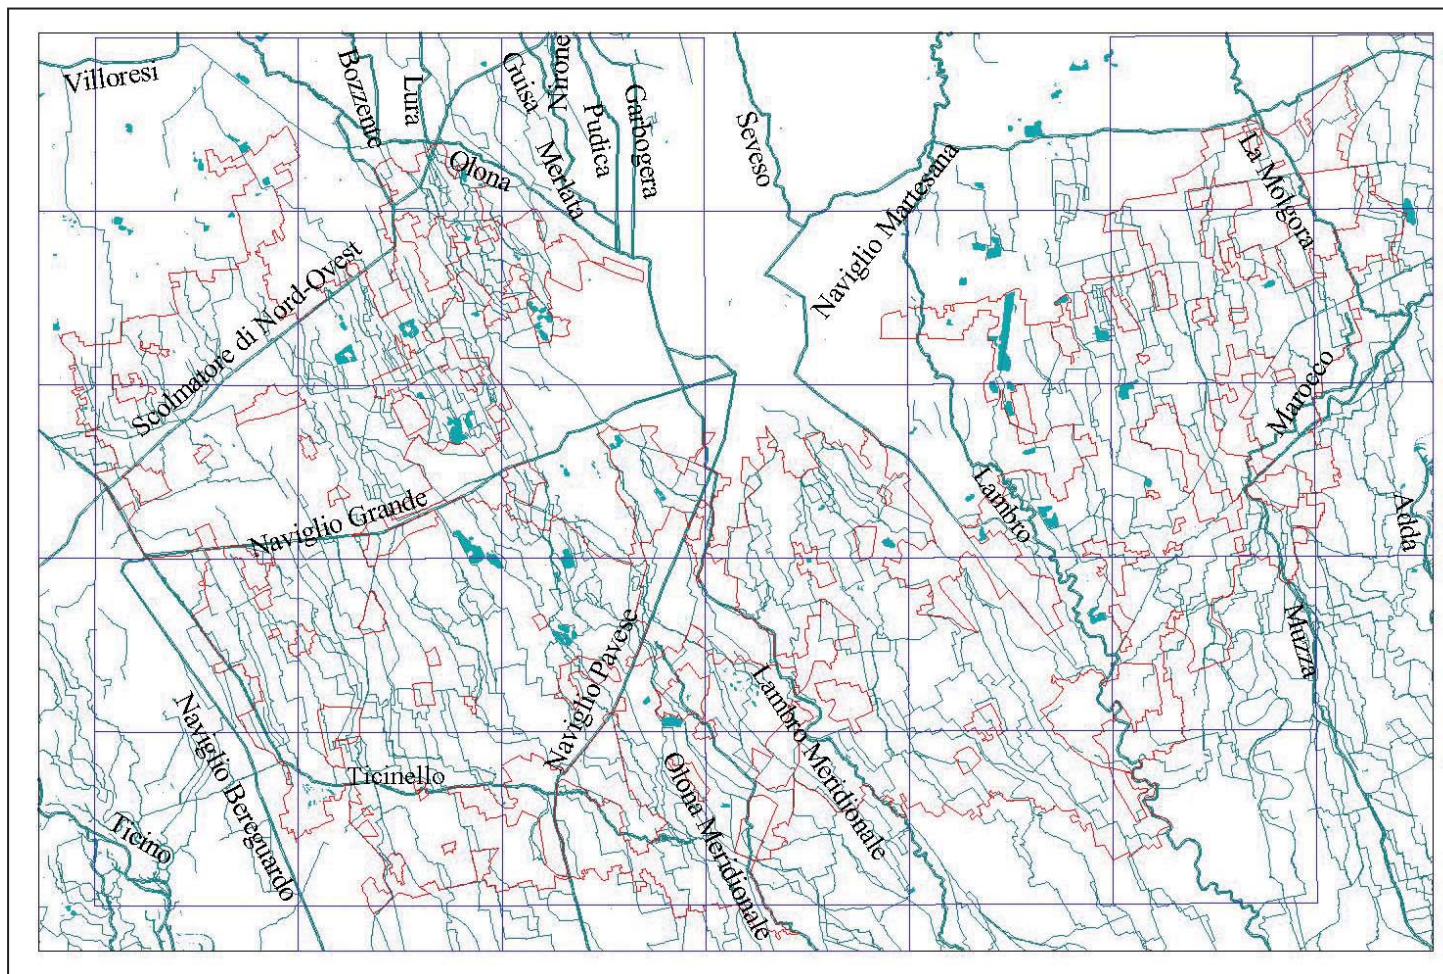 Villoresi
Bozzente
Lura
Guisa
Nirone
Merlata
Pudica
Garbogera
Olona
Seveso
Naviglio Martesana
La Molgora
Scolmatore di Nord-Ovest
Marocco
Naviglio Grande
Lambro
Adda
Muzza
Naviglio Pavese
Lambro Meridionale
Naviglio Bereguardo
Ticinello
Olona Meridionale
Ticino